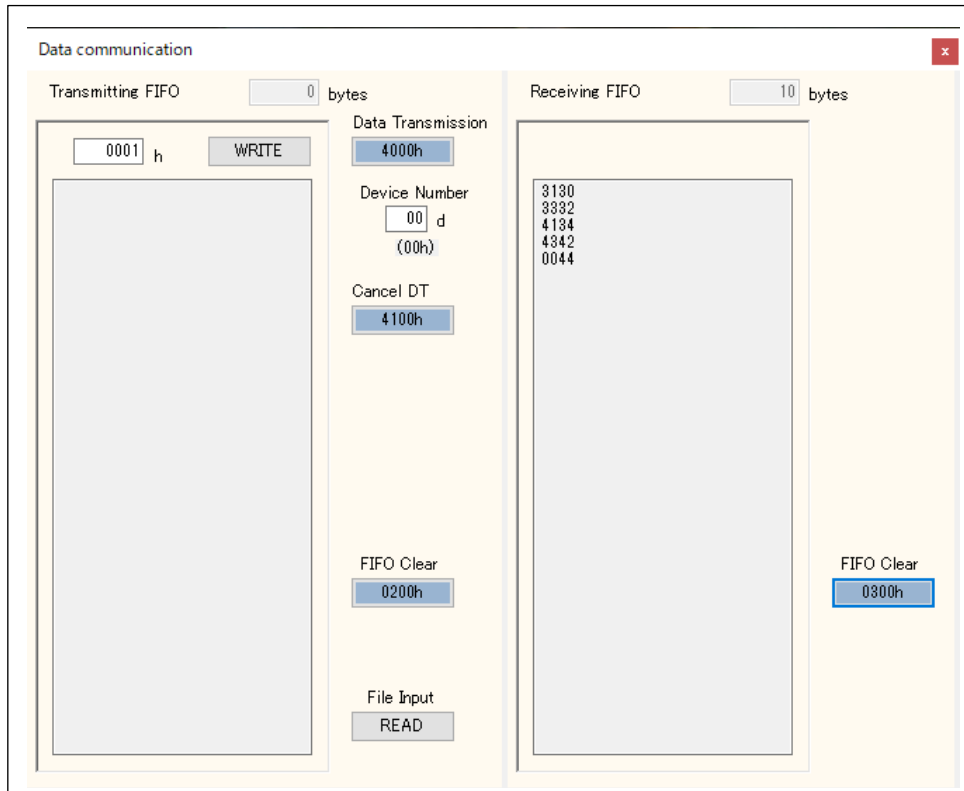 Data communication
x
Transmitting FIFO 0 bytes
0001 h WRITE
Data Transmission
4000h
Device Number
00 d
(00h)
Cancel DT
4100h
FIFO Clear
0200h
File Input
READ
Receiving FIFO 10 bytes
3130
3332
4134
4342
0044
FIFO Clear
0300h